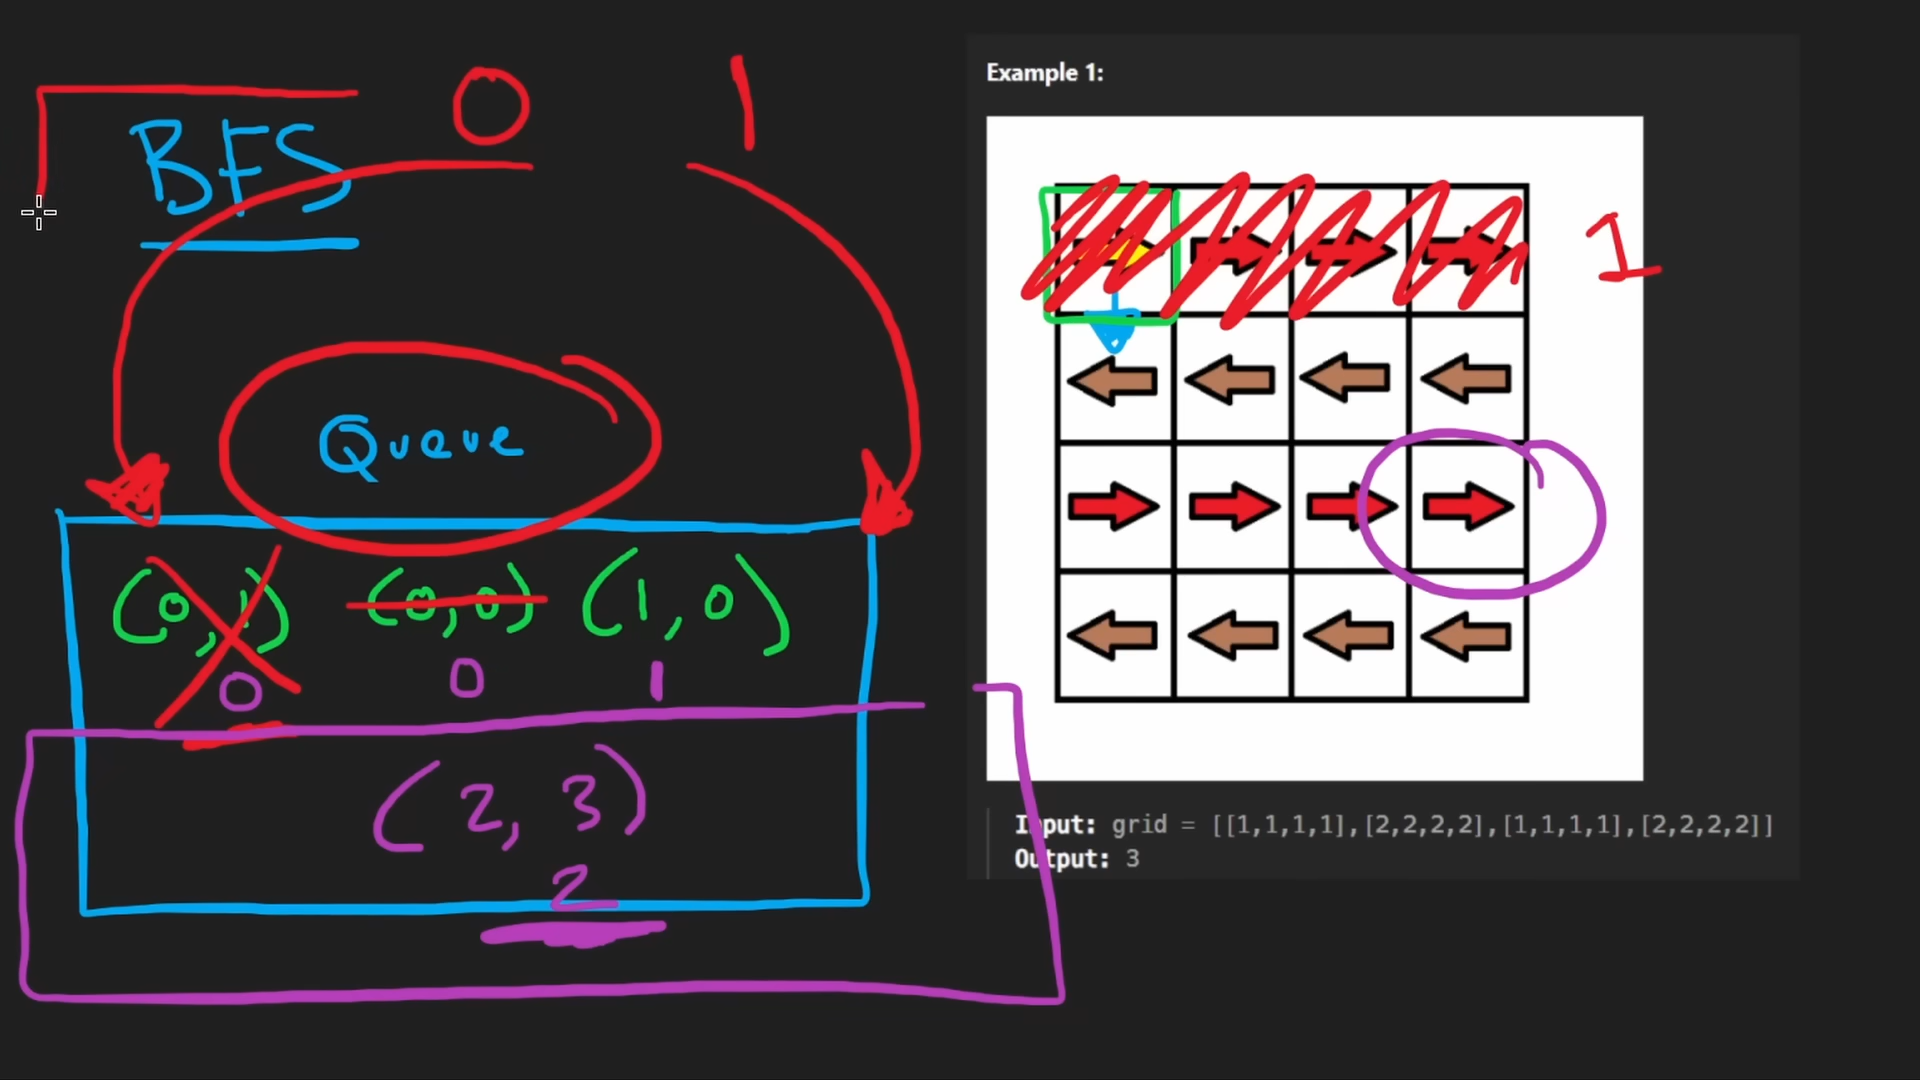 0 1
BFS
Queue
(0,1) (0,0) (1,0)
0 0 1
(2,3)
2
Example 1:
1
Input: grid = [[1,1,1,1],[2,2,2,2],[1,1,1,1],[2,2,2,2]]
Output: 3